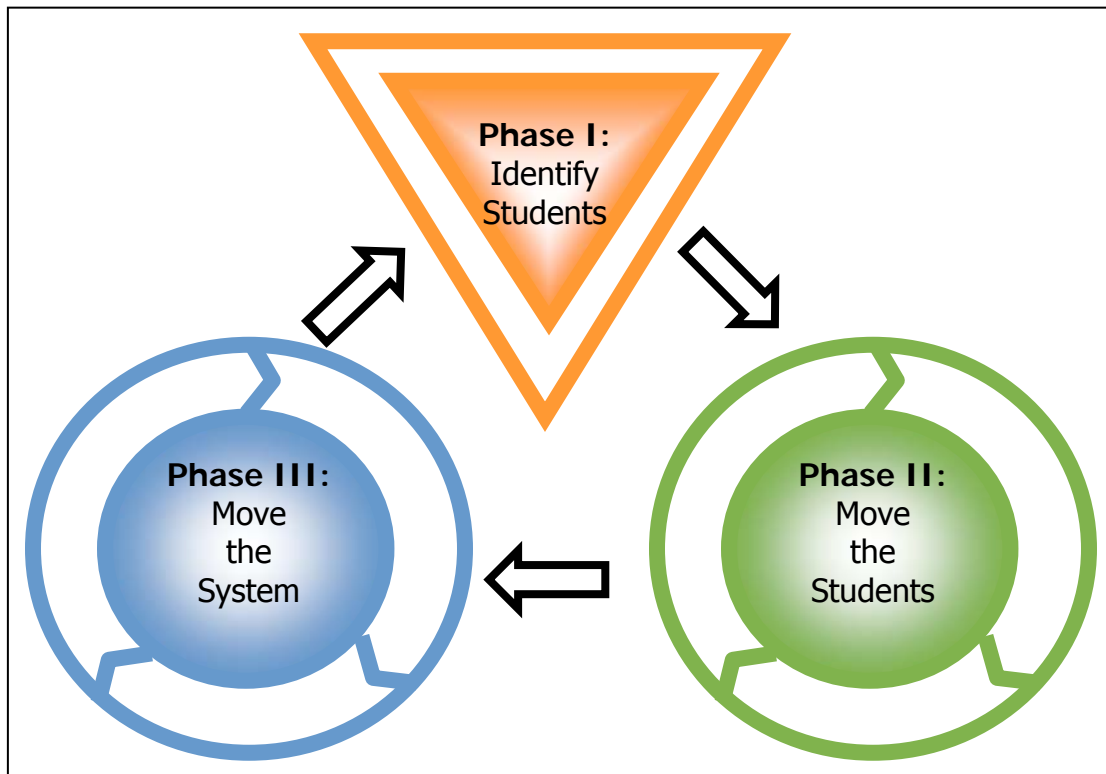 Phase I:
Identify
Students
Phase II:
Move
the
Students
Phase III:
Move
the
System